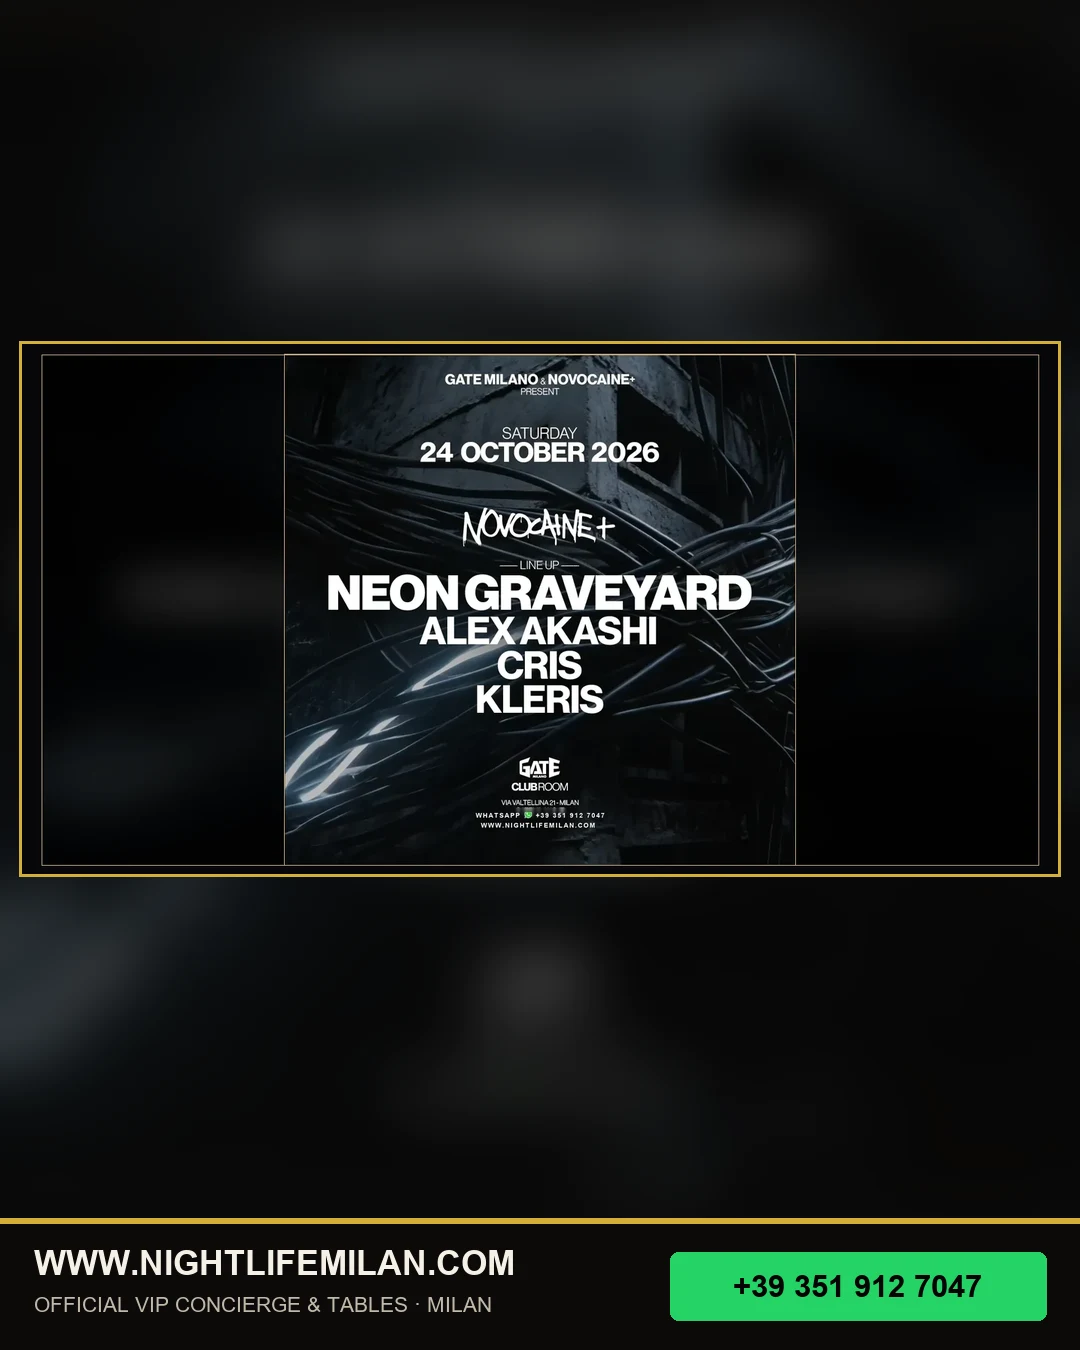 GATE MILANO & NOVOCAINE+
PRESENT
SATURDAY
24 OCTOBER 2026
NOVOCAINE+
LINE UP
NEON GRAVEYARD
ALEX AKASHI
CRIS
KLERIS
GATE
MILANO
CLUBROOM
VIA VALTELLINA 21 - MILAN
WHATSAPP +39 351 912 7047
WWW.NIGHTLIFEMILAN.COM
WWW.NIGHTLIFEMILAN.COM
OFFICIAL VIP CONCIERGE & TABLES · MILAN
+39 351 912 7047